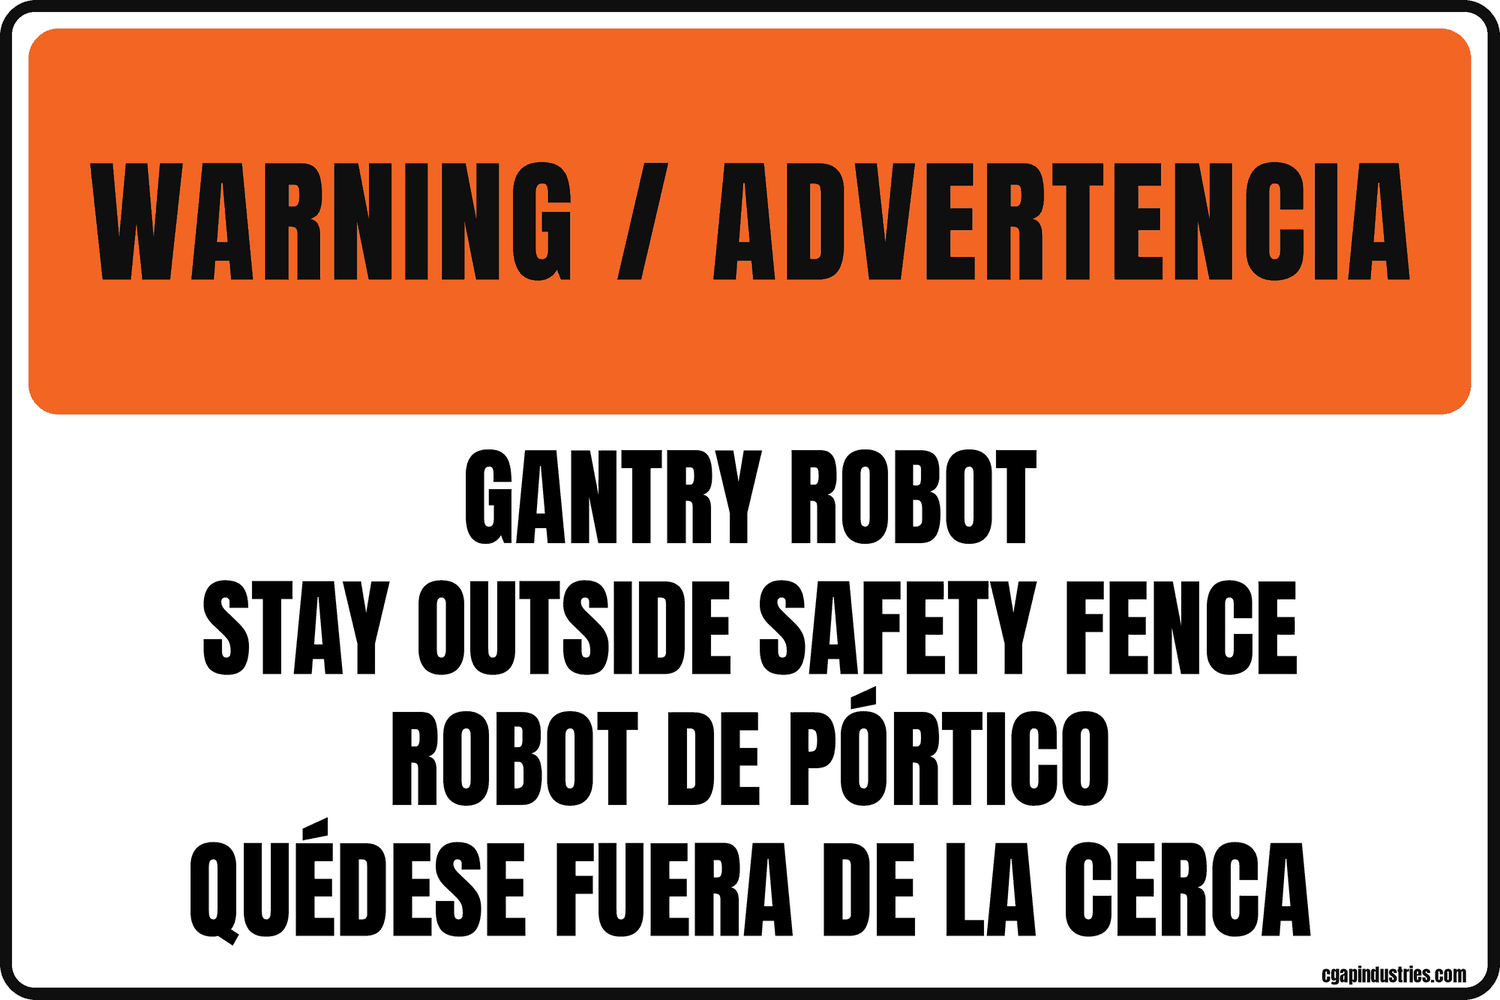 WARNING / ADVERTENCIA
GANTRY ROBOT
STAY OUTSIDE SAFETY FENCE
ROBOT DE PÓRTICO
QUÉDESE FUERA DE LA CERCA
cgapindustries.com